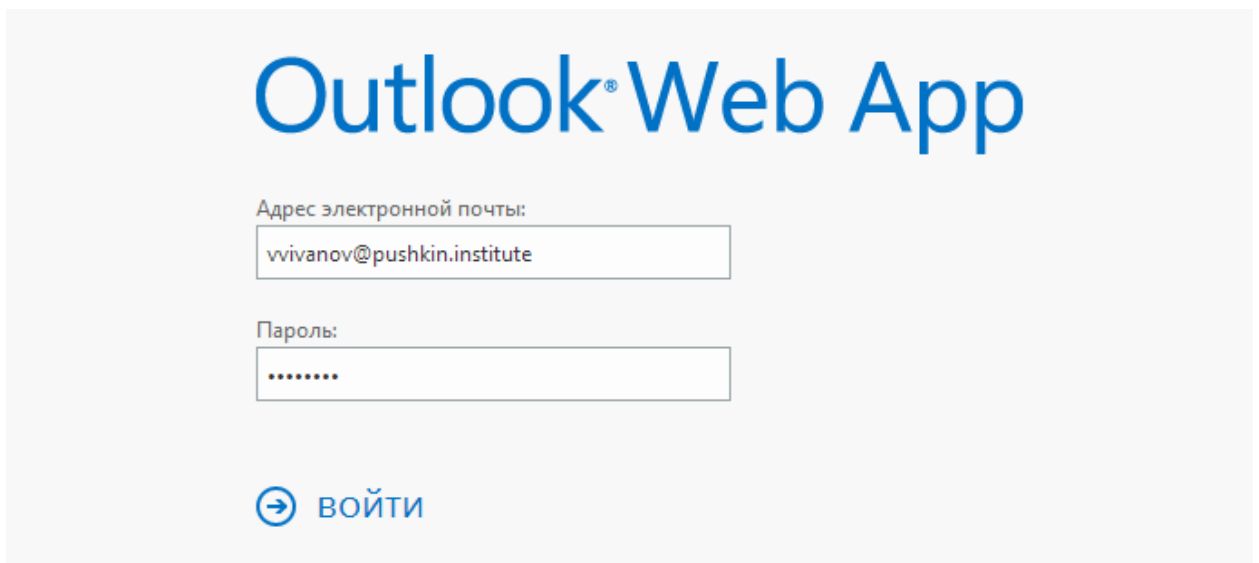 Outlook® Web App
Адрес электронной почты:
vvivanov@pushkin.institute
Пароль:
••••••••
войти